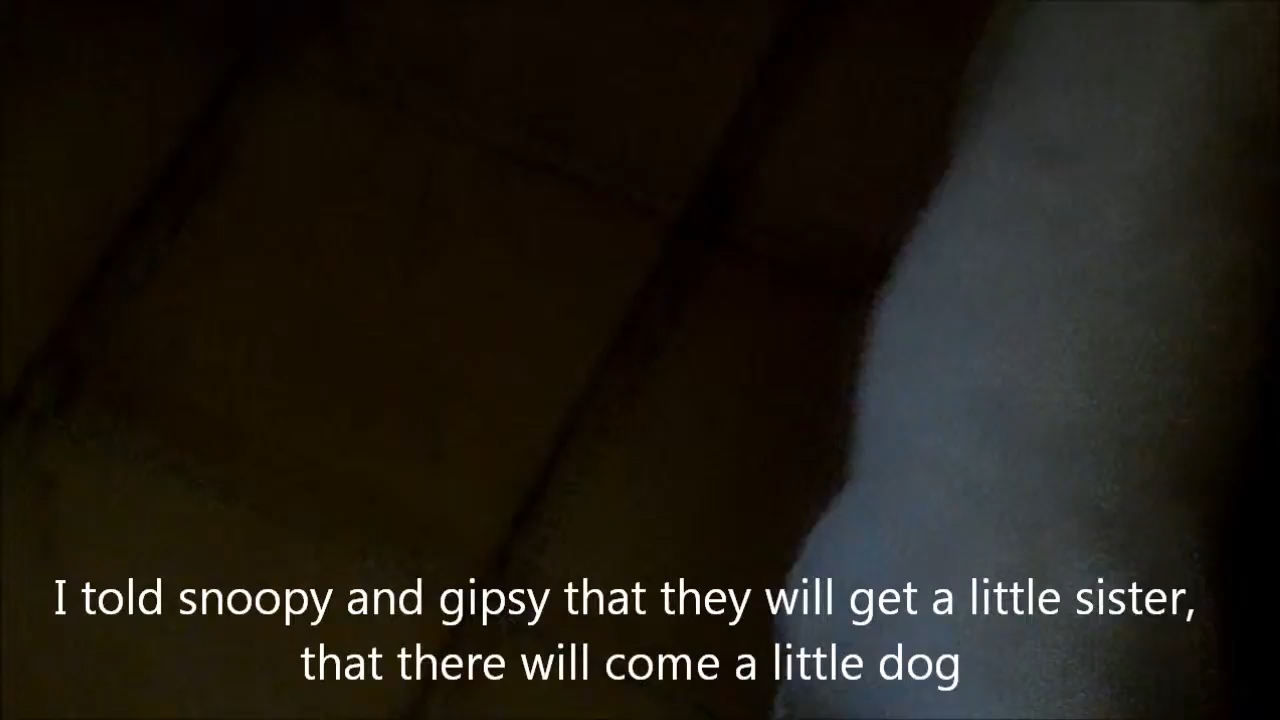 I told snoopy and gipsy that they will get a little sister,
that there will come a little dog